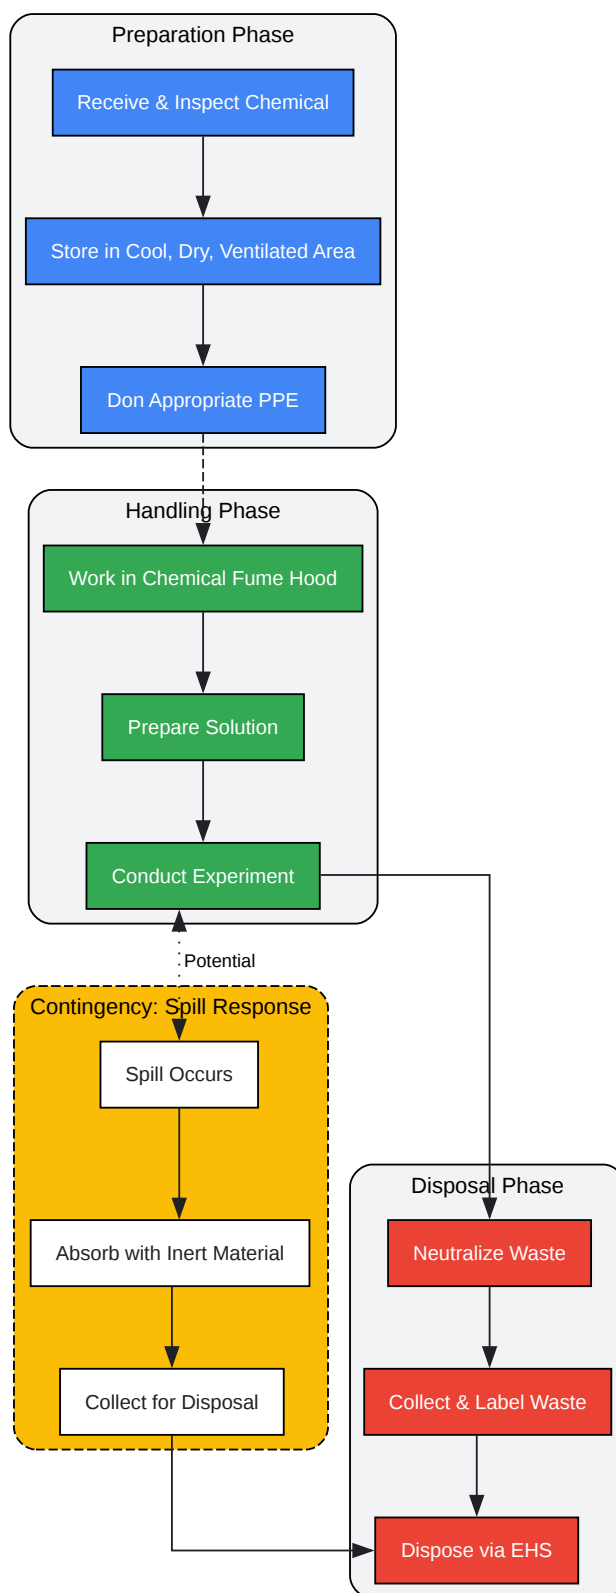 Preparation Phase
Receive & Inspect Chemical
Store in Cool, Dry, Ventilated Area
Don Appropriate PPE
Handling Phase
Work in Chemical Fume Hood
Prepare Solution
Conduct Experiment
Potential
Contingency: Spill Response
Spill Occurs
Absorb with Inert Material
Collect for Disposal
Disposal Phase
Neutralize Waste
Collect & Label Waste
Dispose via EHS